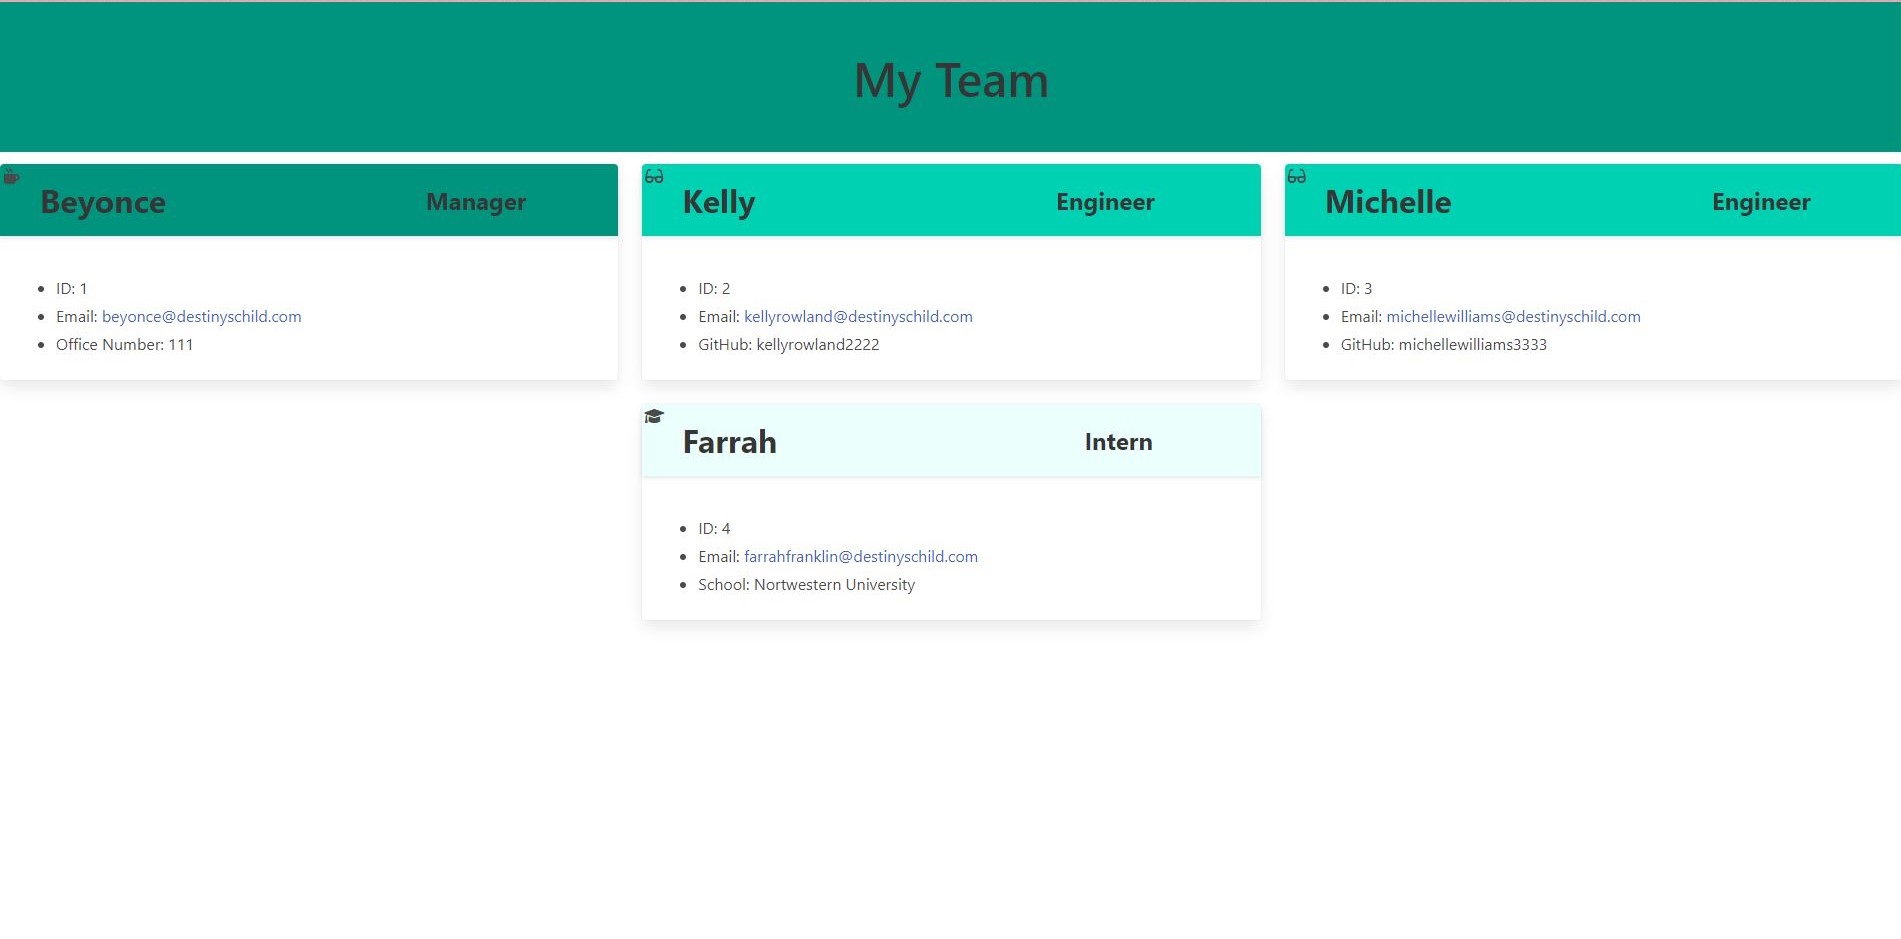 My Team
Beyonce Manager
• ID: 1
• Email: beyonce@destinyschild.com
• Office Number: 111
Kelly Engineer
• ID: 2
• Email: kellyrowland@destinyschild.com
• GitHub: kellyrowland2222
Michelle Engineer
• ID: 3
• Email: michellewilliams@destinyschild.com
• GitHub: michellewilliams3333
Farrah Intern
• ID: 4
• Email: farrahfranklin@destinyschild.com
• School: Nortwestern University